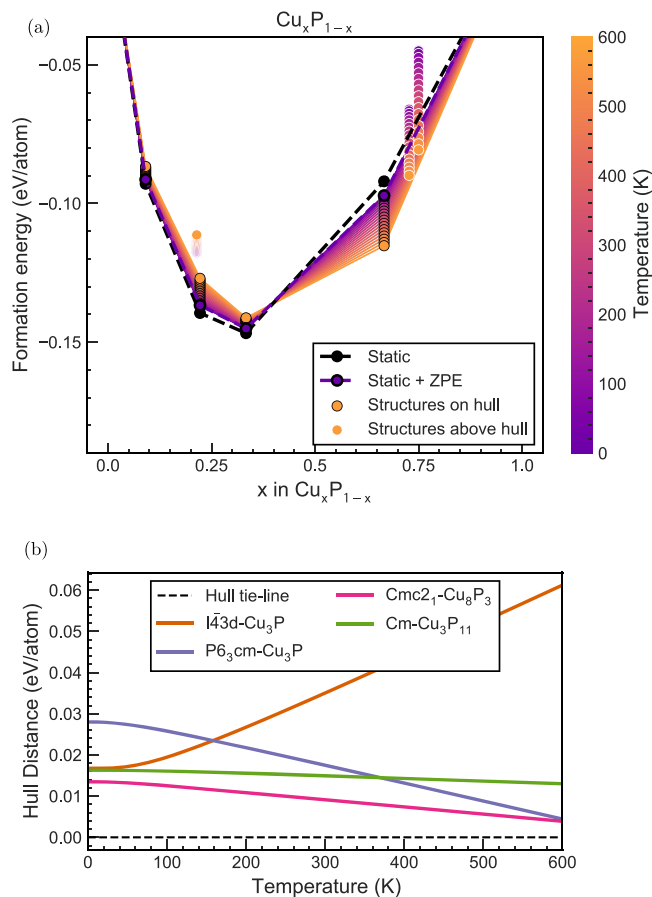 (a)
CuₓP₁₋ₓ
−0.05
−0.10
−0.15
Formation energy (eV/atom)
0.0 0.25 0.5 0.75 1.0
x in CuₓP₁₋ₓ
Static
Static + ZPE
Structures on hull
Structures above hull
600
500
400
300
200
100
0
Temperature (K)
(b)
0.06
0.05
0.04
0.03
0.02
0.01
0.00
Hull Distance (eV/atom)
Hull tie-line
I4̄3d-Cu₃P
P6₃cm-Cu₃P
Cmc2₁-Cu₈P₃
Cm-Cu₃P₁₁
0 100 200 300 400 500 600
Temperature (K)